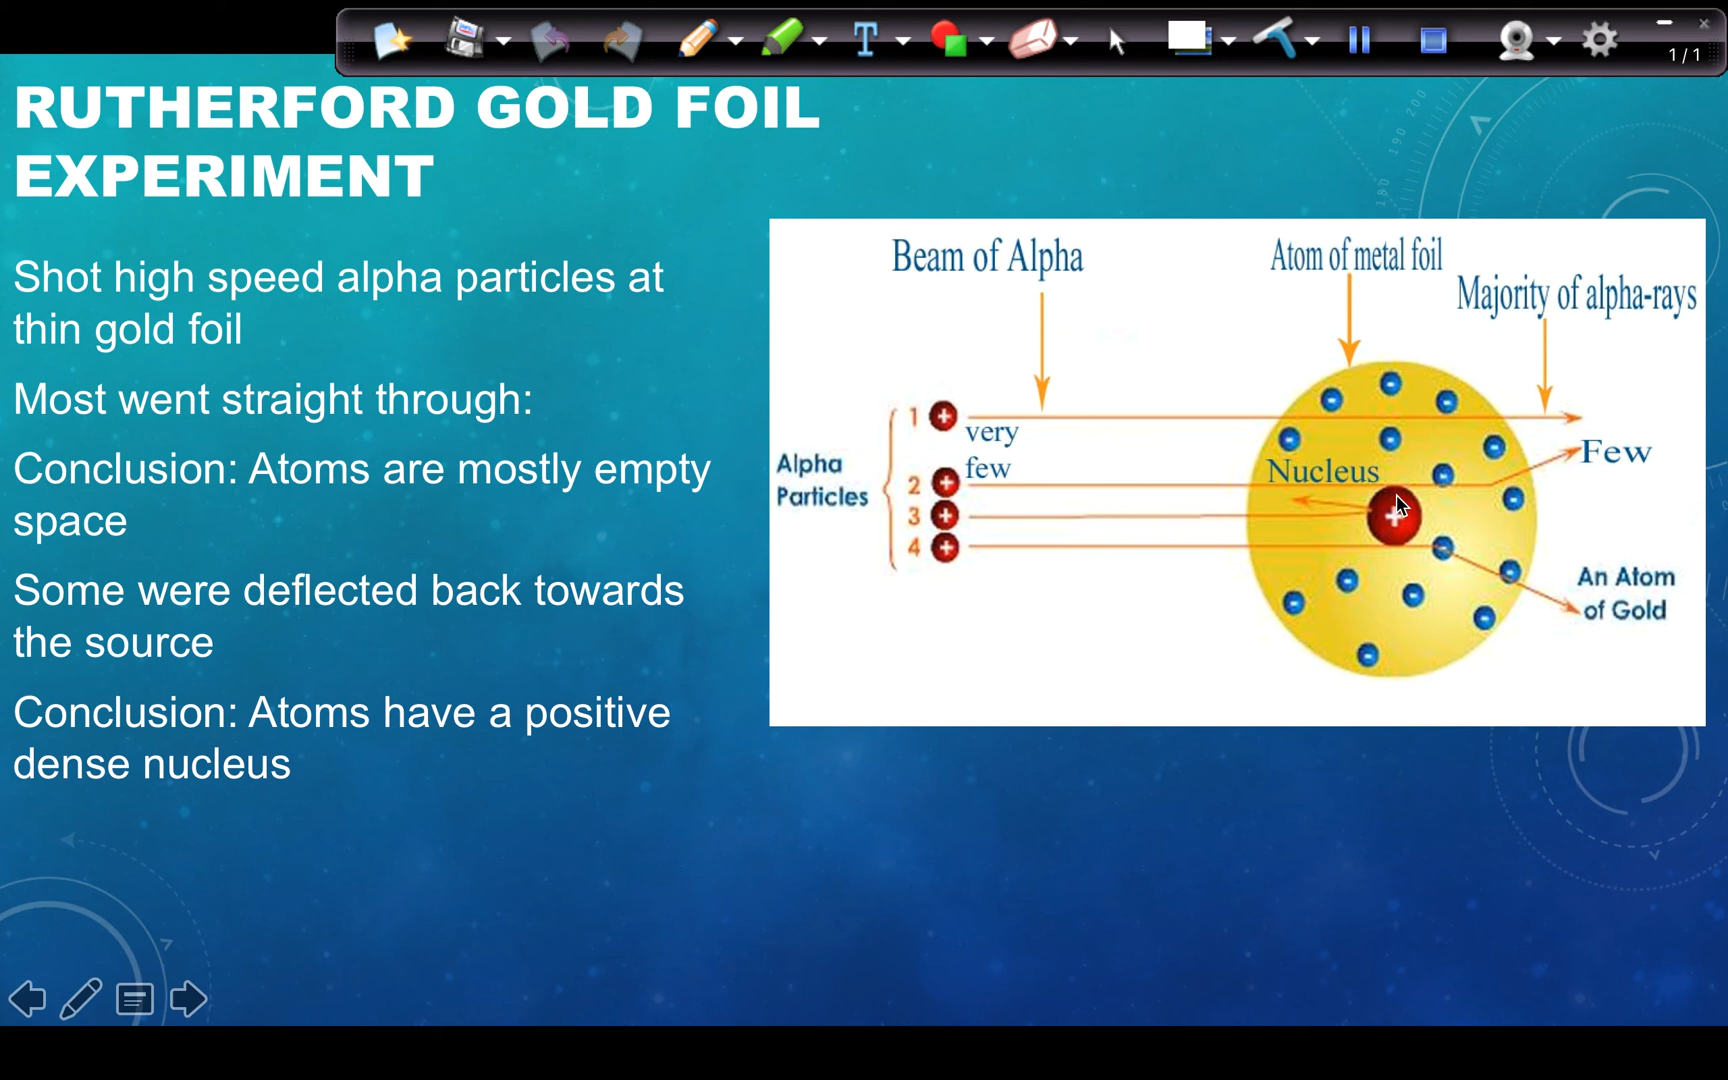 1 / 1
RUTHERFORD GOLD FOIL
EXPERIMENT
Shot high speed alpha particles at
thin gold foil
Most went straight through:
Conclusion: Atoms are mostly empty
space
Some were deflected back towards
the source
Conclusion: Atoms have a positive
dense nucleus
Beam of Alpha
Atom of metal foil
Majority of alpha-rays
Alpha
Particles
1
2
3
4
very
few
Nucleus
Few
An Atom
of Gold
180 190 200